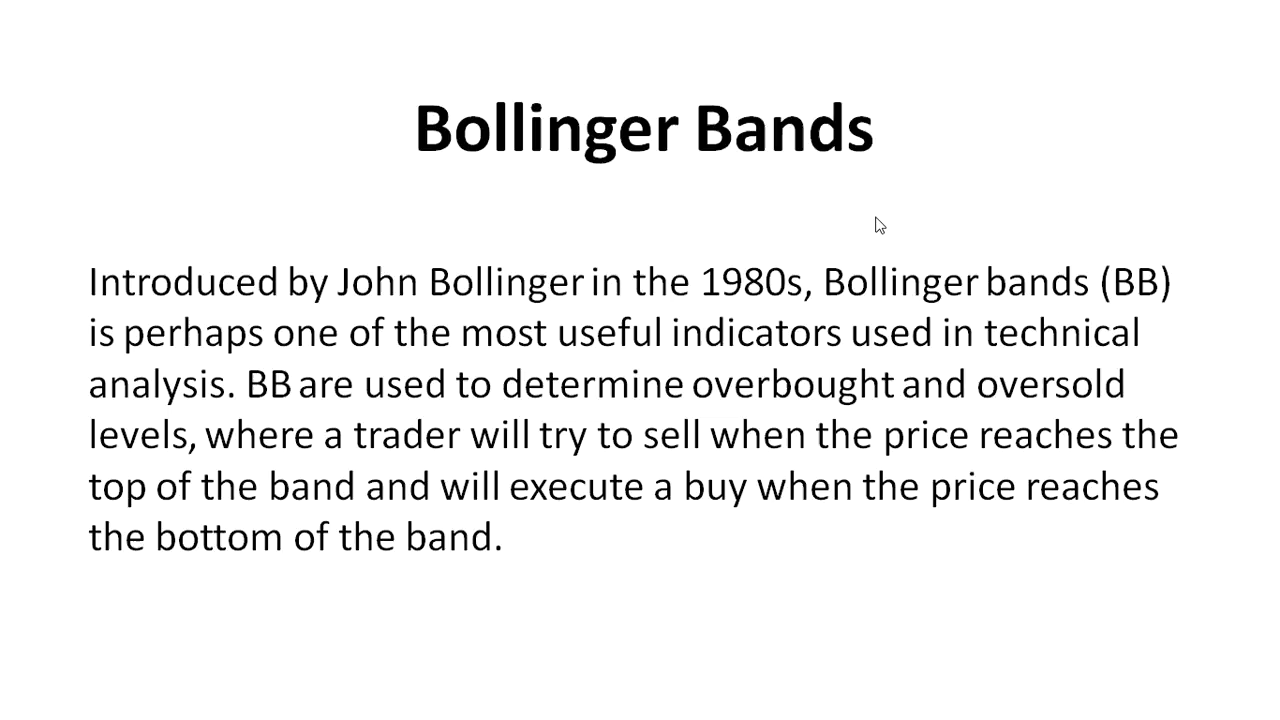 Bollinger Bands
Introduced by John Bollinger in the 1980s, Bollinger bands (BB)
is perhaps one of the most useful indicators used in technical
analysis. BB are used to determine overbought and oversold
levels, where a trader will try to sell when the price reaches the
top of the band and will execute a buy when the price reaches
the bottom of the band.